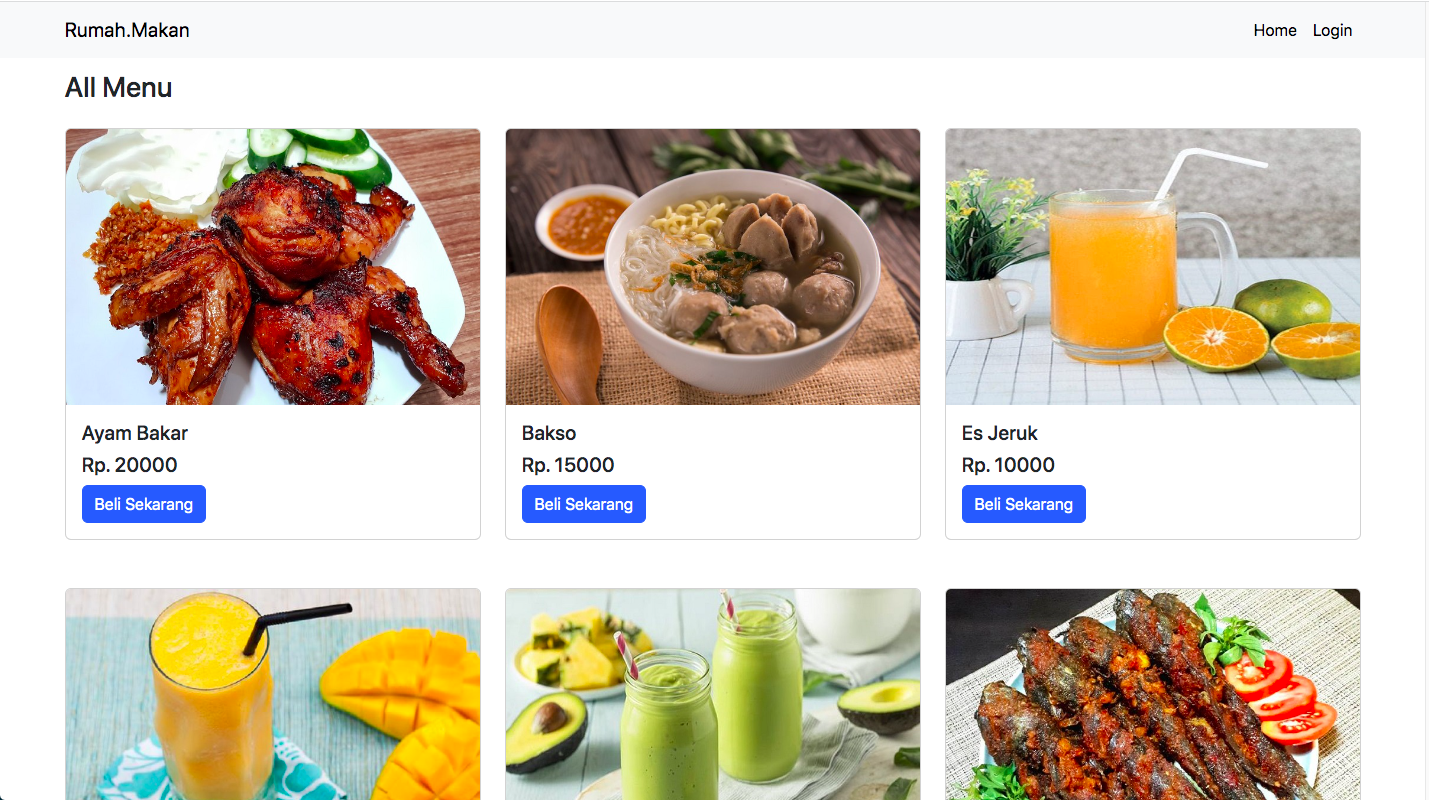 Rumah.Makan
Home Login
All Menu
Ayam Bakar
Rp. 20000
Beli Sekarang
Bakso
Rp. 15000
Beli Sekarang
Es Jeruk
Rp. 10000
Beli Sekarang